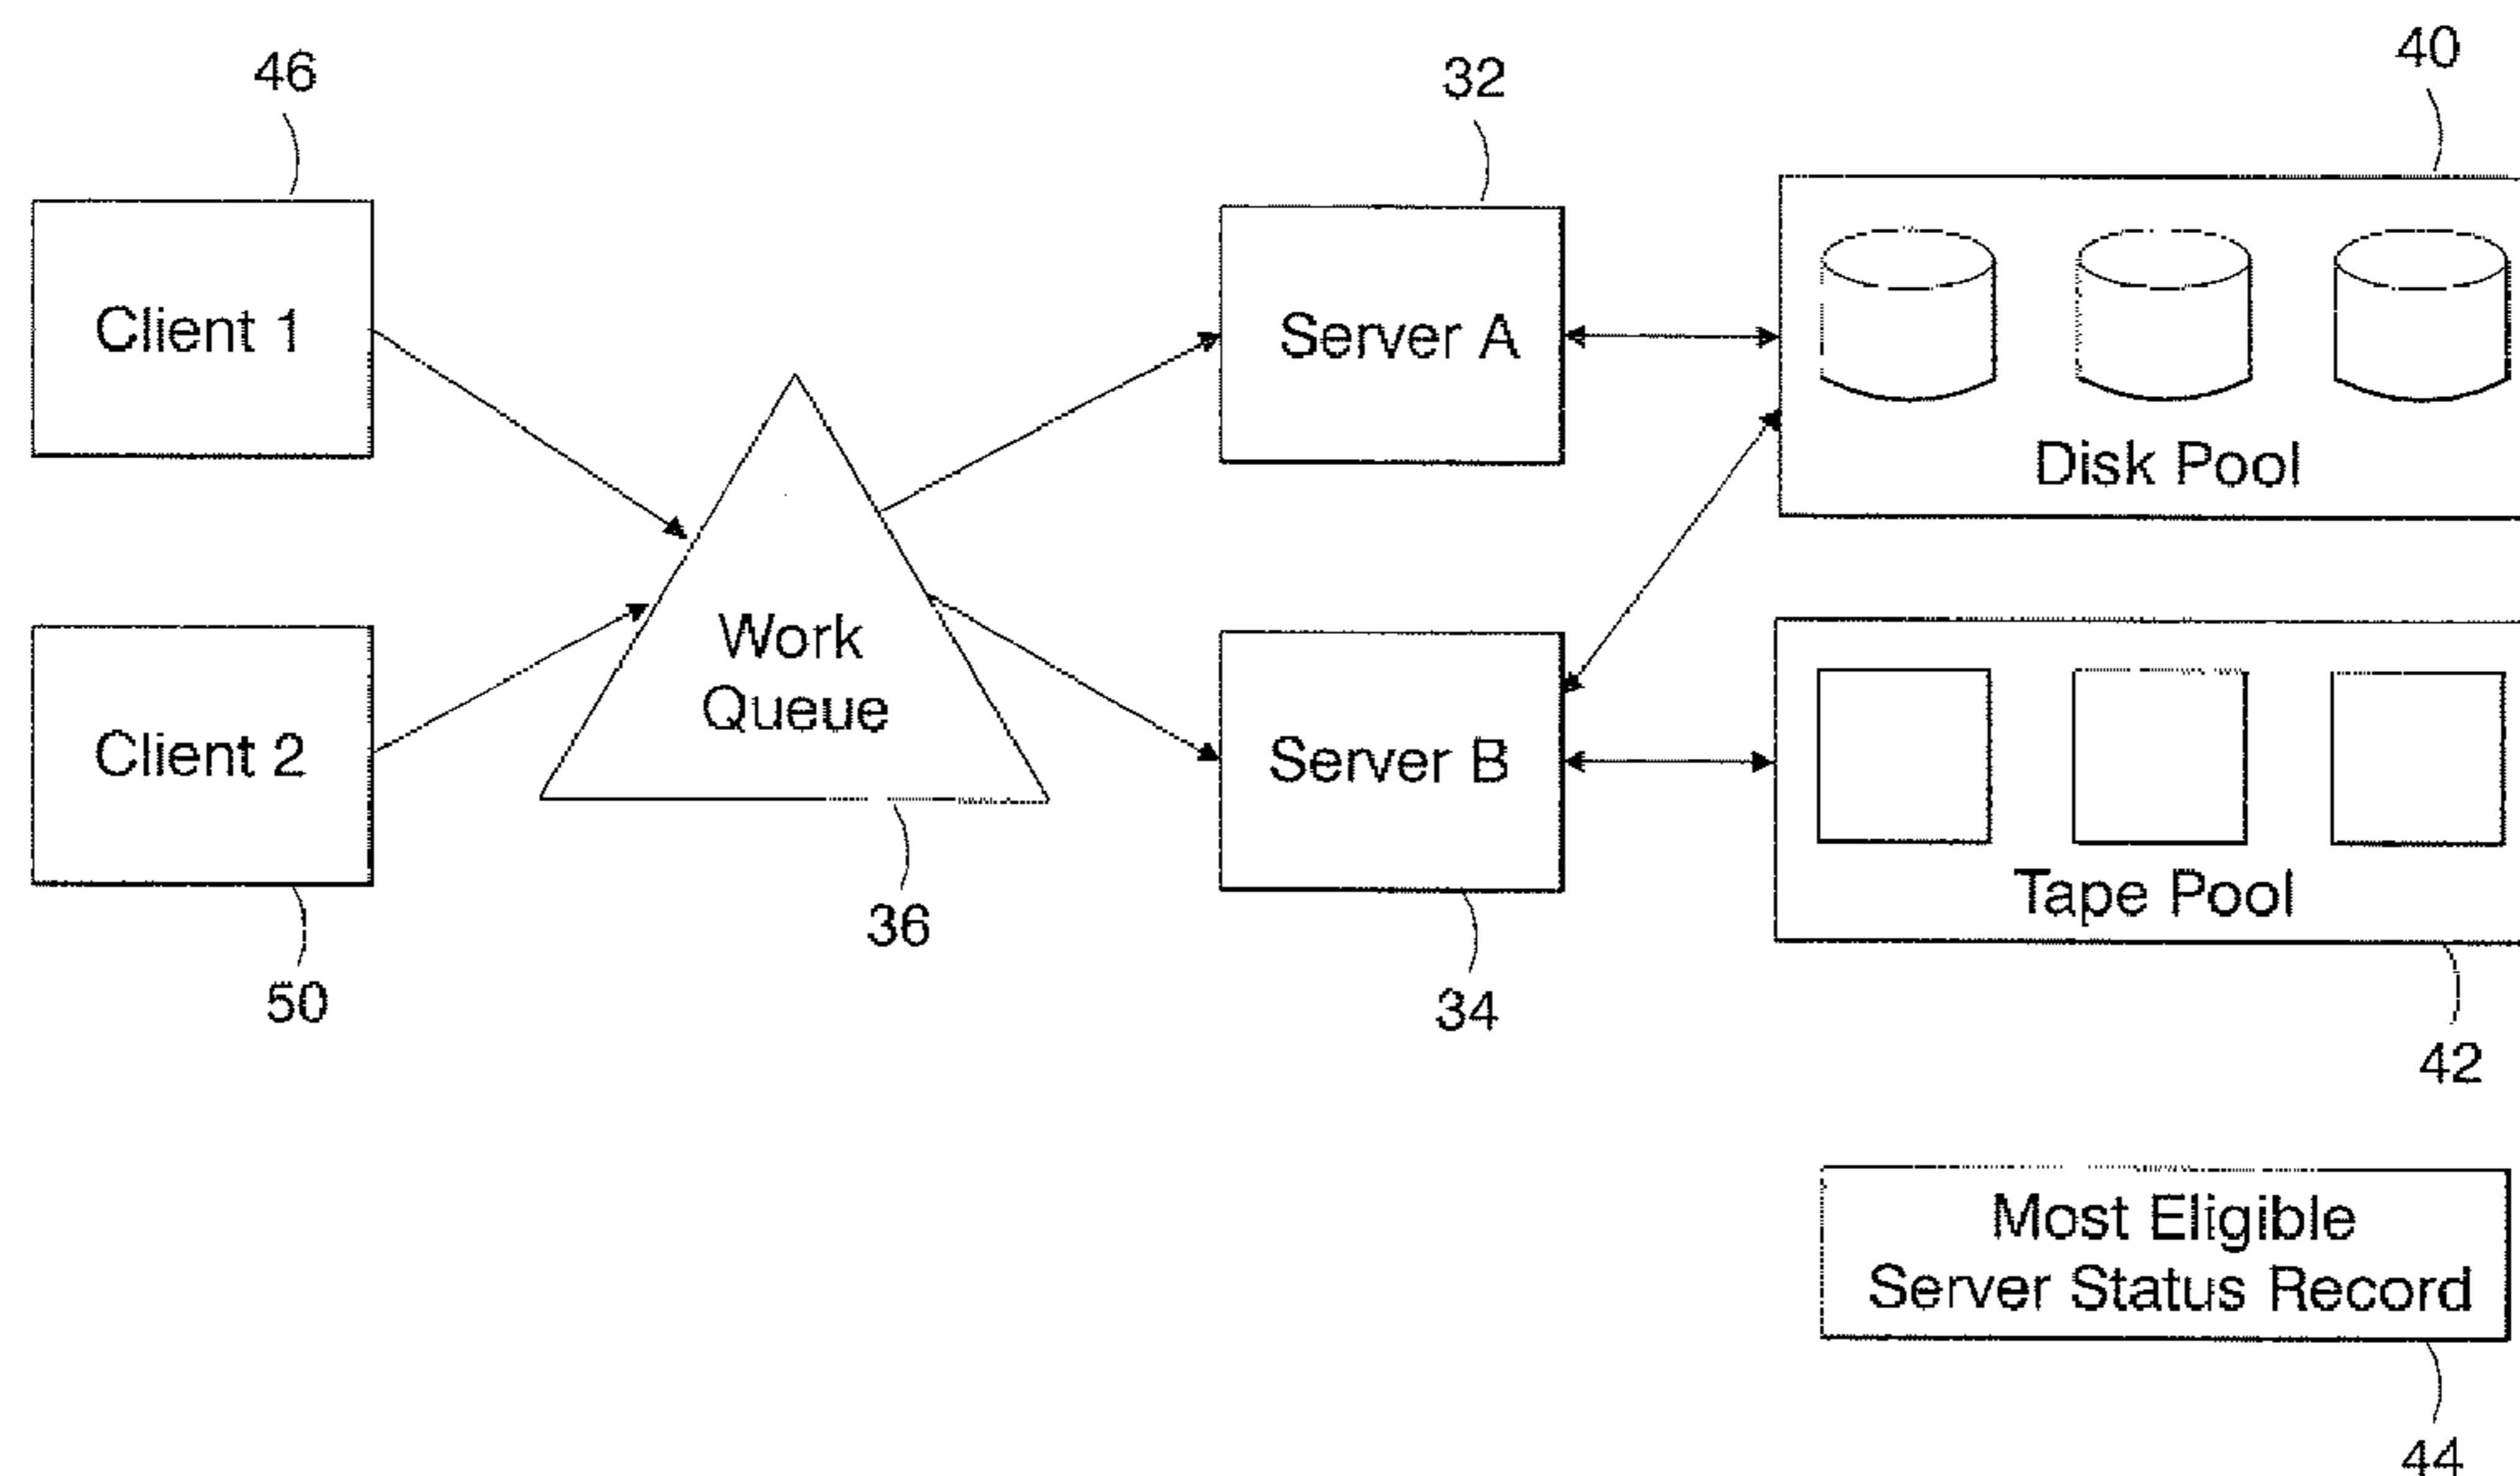 46
32
40
Client 1
Server A
Disk Pool
Work
Queue
Client 2
Server B
Tape Pool
36
50
34
42
Most Eligible
Server Status Record
44